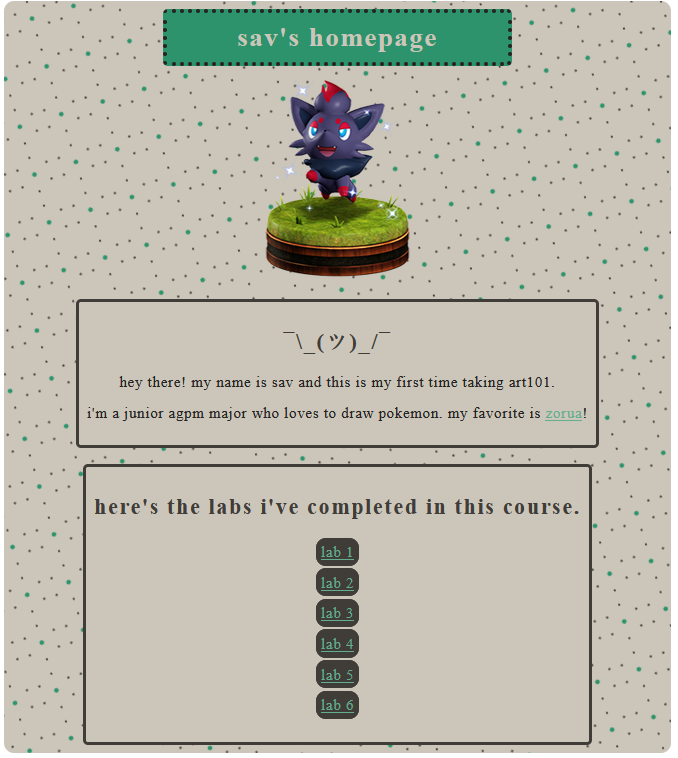 sav's homepage
¯\_(ツ)_/¯
hey there! my name is sav and this is my first time taking art101.
i'm a junior agpm major who loves to draw pokemon. my favorite is zorua!
here's the labs i've completed in this course.
lab 1
lab 2
lab 3
lab 4
lab 5
lab 6